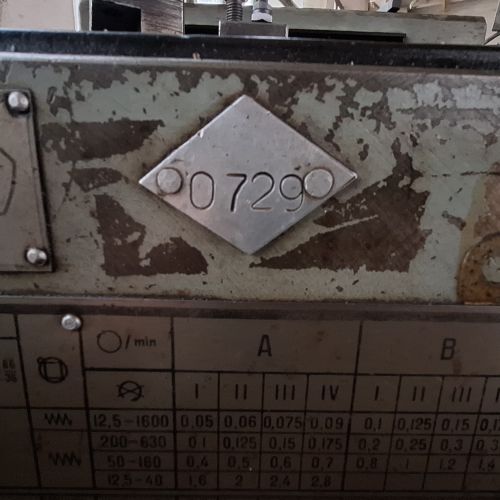 0729
/min A B
I II III IV I II III
12,5-1600 0,05 0,06 0,075 0,09 0,1 0,125 0,15
200-630 0,1 0,125 0,15 0,175 0,2 0,25 0,3
50-160 0,4 0,5 0,6 0,7 0,8 1 1,2 1,4
12,5-40 1,6 2 2,4 2,8